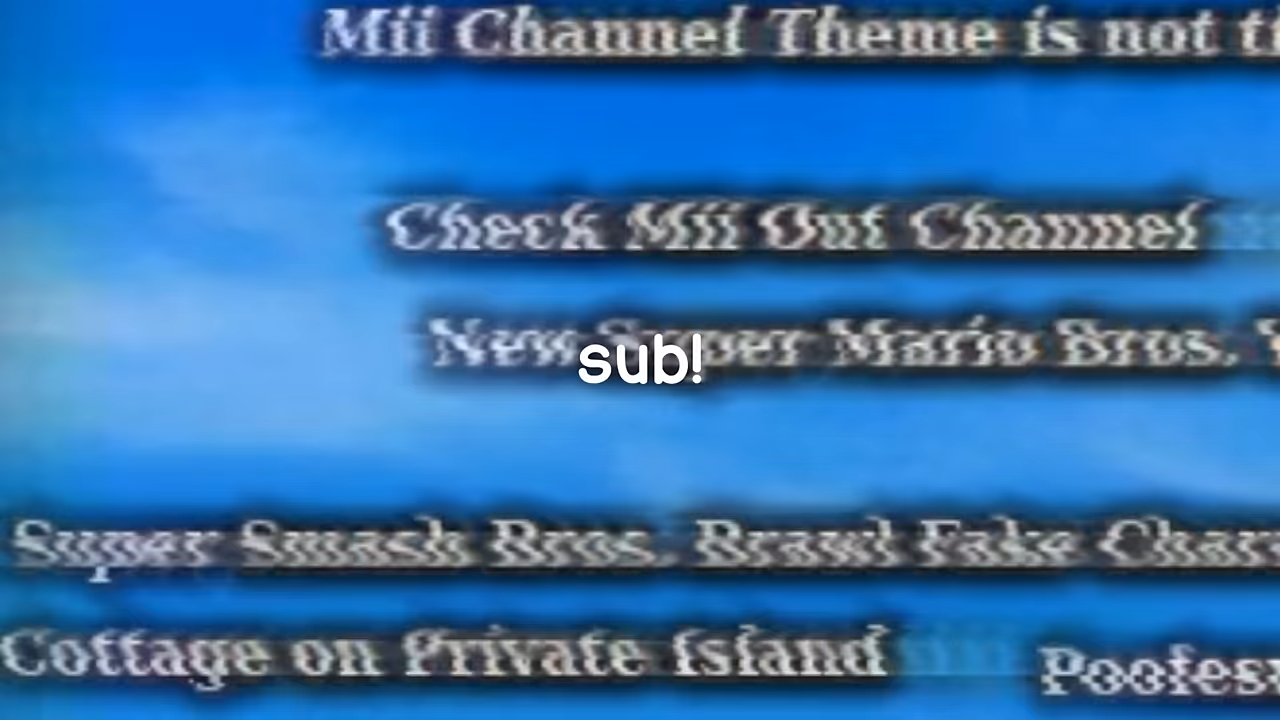 Mii Channel Theme is not
Check Mii Out Channel
New Super Mario Bros.
sub!
Super Smash Bros. Brawl Fake
Cottage on Private Island